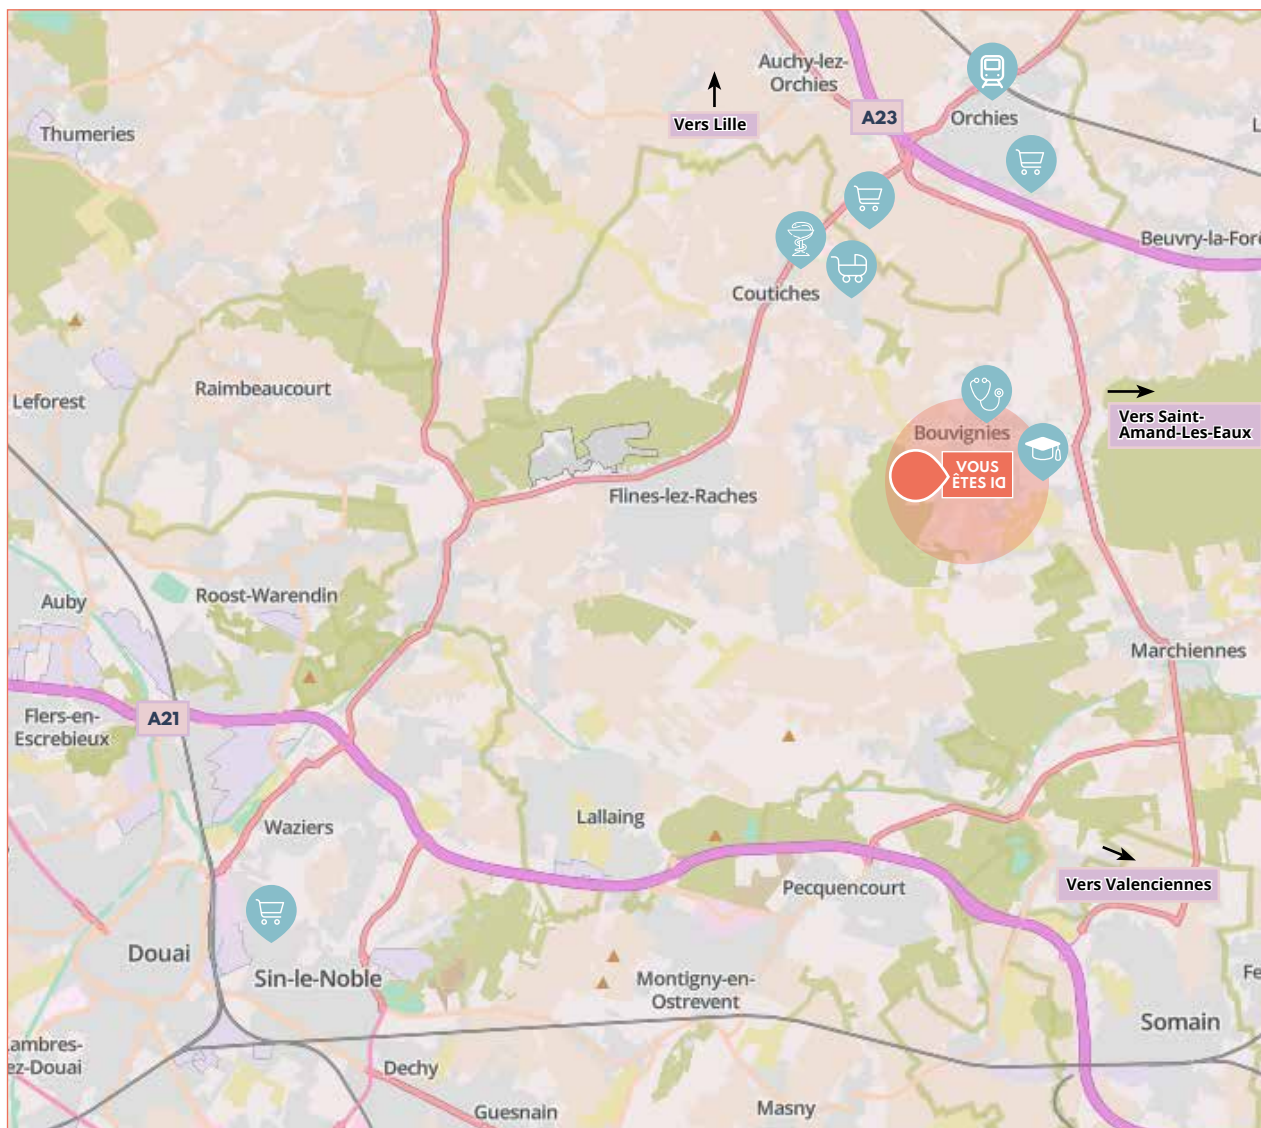 Auchy-lez-
Orchies
Vers Lille
A23
Orchies
Thumeries
L
Beuvry-la-Forê
Coutiches
Raimbeaucourt
Leforest
Vers Saint-
Amand-Les-Eaux
Bouvignies
VOUS
ÊTES ICI
Flines-lez-Raches
Auby
Roost-Warendin
Marchiennes
Flers-en-
Escrebieux
A21
Waziers
Lallaing
Pecquencourt
Vers Valenciennes
Douai
Sin-le-Noble
Montigny-en-
Ostrevent
Fe
Somain
Lambres-
ez-Douai
Dechy
Guesnain
Masny